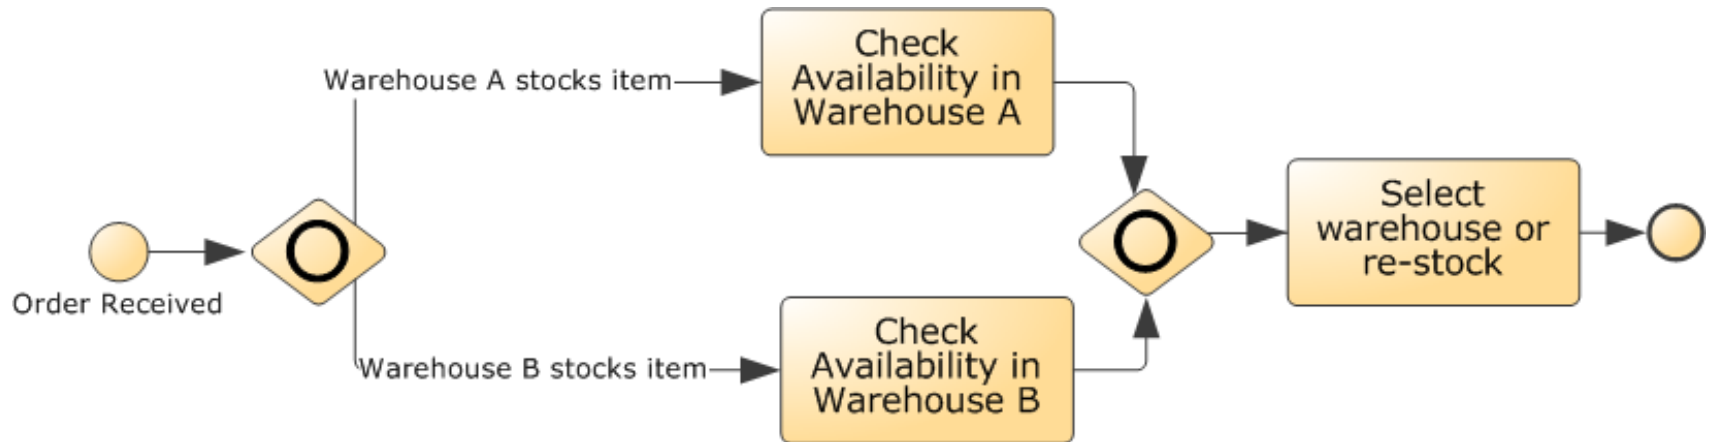 Order Received
Warehouse A stocks item
Warehouse B stocks item
Check
Availability in
Warehouse A
Check
Availability in
Warehouse B
Select
warehouse or
re-stock